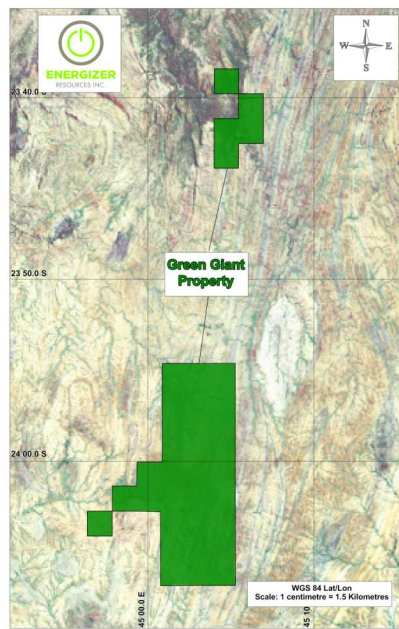 ENERGIZER
RESOURCES INC.
N
W E
S
23 40.0 S
Green Giant
Property
23 50.0 S
24 00.0 S
45 00.0 E
45 10
WGS 84 Lat/Lon
Scale: 1 centimetre = 1.5 Kilometres